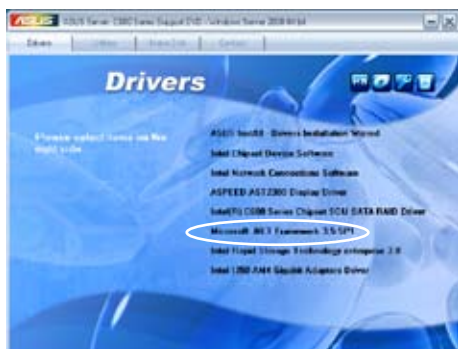 ASUS Server C600 Series Support DVD - Windows Server 2008 64 bit
Drivers
Utilities
Contact
Drivers
Please select items on the
right side
ASUS InstAll - Drivers Installation Wizard
Intel Chipset Device Software
Intel Network Connections Software
ASPEED AST2300 Display Driver
Intel(R) C600 Series Chipset SCU SATA RAID Driver
Microsoft .NET Framework 3.5 SP1
Intel Rapid Storage Technology enterprise 3.0
Gigabit Adapters Driver